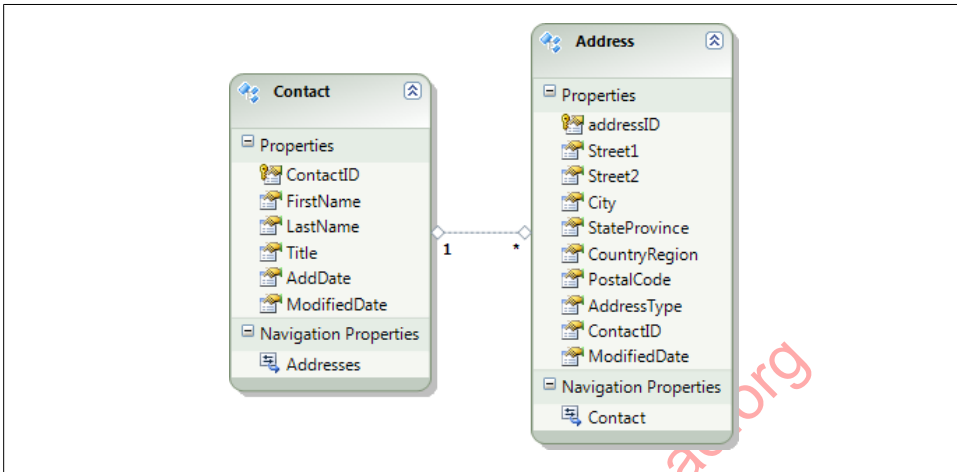 Contact
Properties
ContactID
FirstName
LastName
Title
AddDate
ModifiedDate
Navigation Properties
Addresses
1
*
Address
Properties
addressID
Street1
Street2
City
StateProvince
CountryRegion
PostalCode
AddressType
ContactID
ModifiedDate
Navigation Properties
Contact